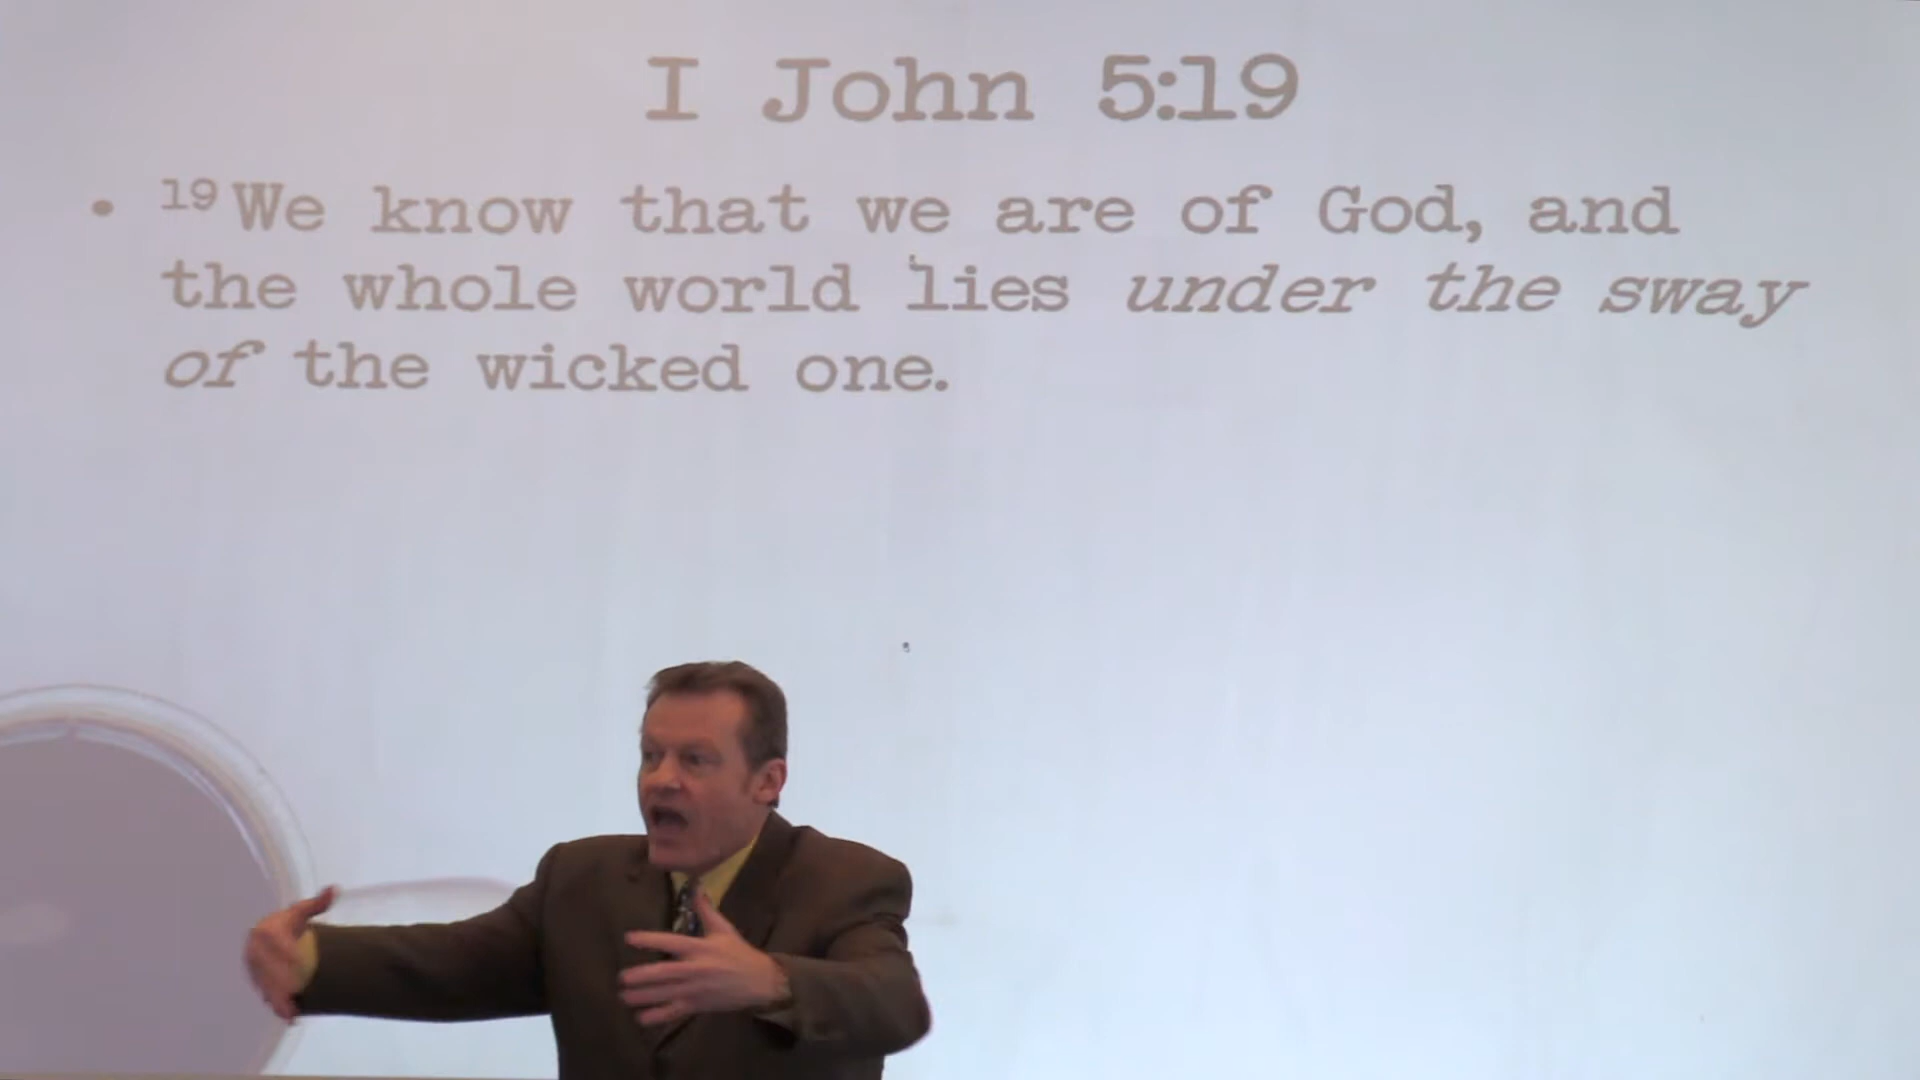 I John 5:19
• 19 We know that we are of God, and
the whole world lies under the sway
of the wicked one.